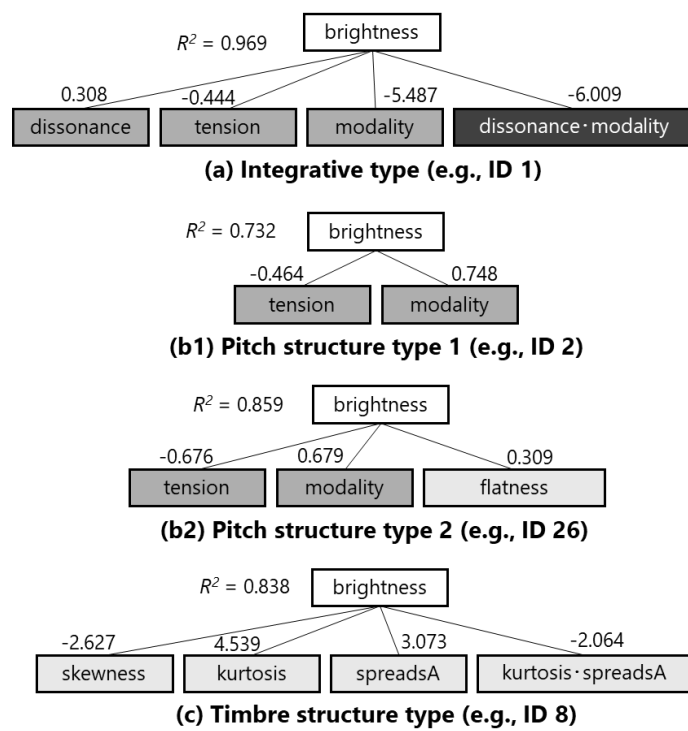 brightness
R² = 0.969
0.308 -0.444 -5.487 -6.009
dissonance tension modality dissonance·modality
(a) Integrative type (e.g., ID 1)
brightness
R² = 0.732
-0.464 0.748
tension modality
(b1) Pitch structure type 1 (e.g., ID 2)
R² = 0.859 brightness
-0.676 0.679 0.309
tension modality flatness
(b2) Pitch structure type 2 (e.g., ID 26)
R² = 0.838 brightness
-2.627 4.539 3.073 -2.064
skewness kurtosis spreadsA kurtosis·spreadsA
(c) Timbre structure type (e.g., ID 8)